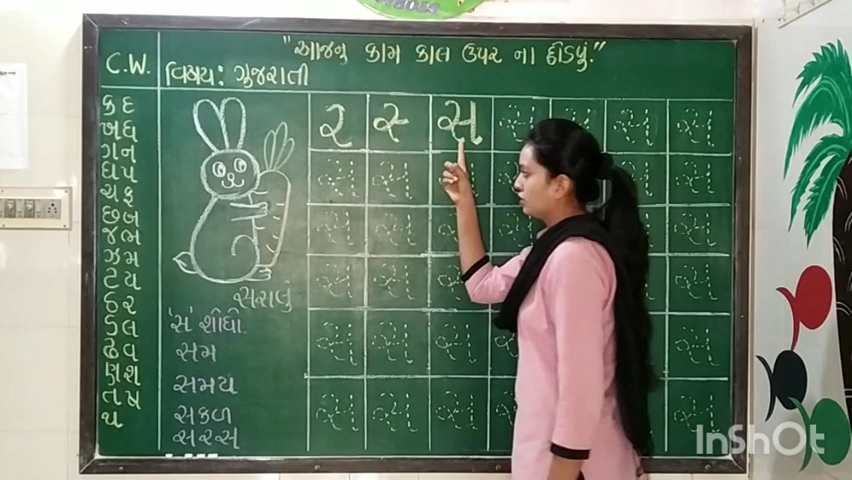 "આજનુ કામ કાલ ઉપર ના છોડવું."
C.W.
વિષય: ગુજરાતી
ક દ
ખ ધ
ગ ન
ઘ પ
ચ ફ
છ બ
જ ભ
ઝ મ
ટ ય
ઠ ર
ડ લ
ઢ વ
ણ શ
ત ષ
થ
સસલું
'સ' શોધો.
સમ
સમય
સકળ
સરસ
ર સ
સ સ સ સ સ
સ સ સ સ
સ સ સ સ
સ સ સ સ
સ સ સ સ
સ સ સ સ
InShOt